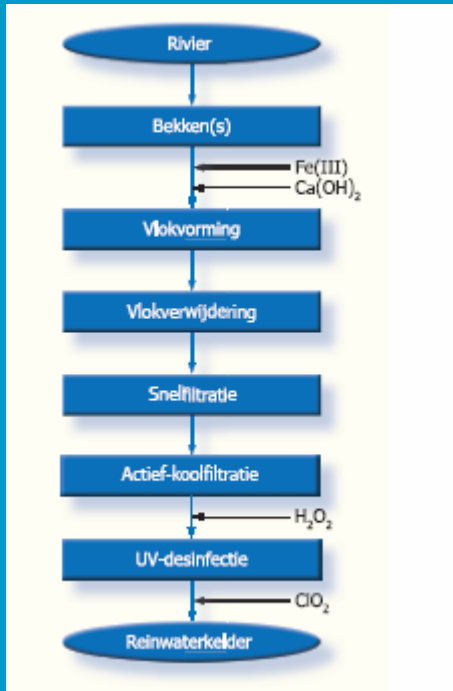 Rivier
Bekken(s)
Fe(III)
Ca(OH)₂
Vlokvorming
Vlokverwijdering
Snelfiltratie
Actief-koolfiltratie
H₂O₂
UV-desinfectie
ClO₂
Reinwaterkelder